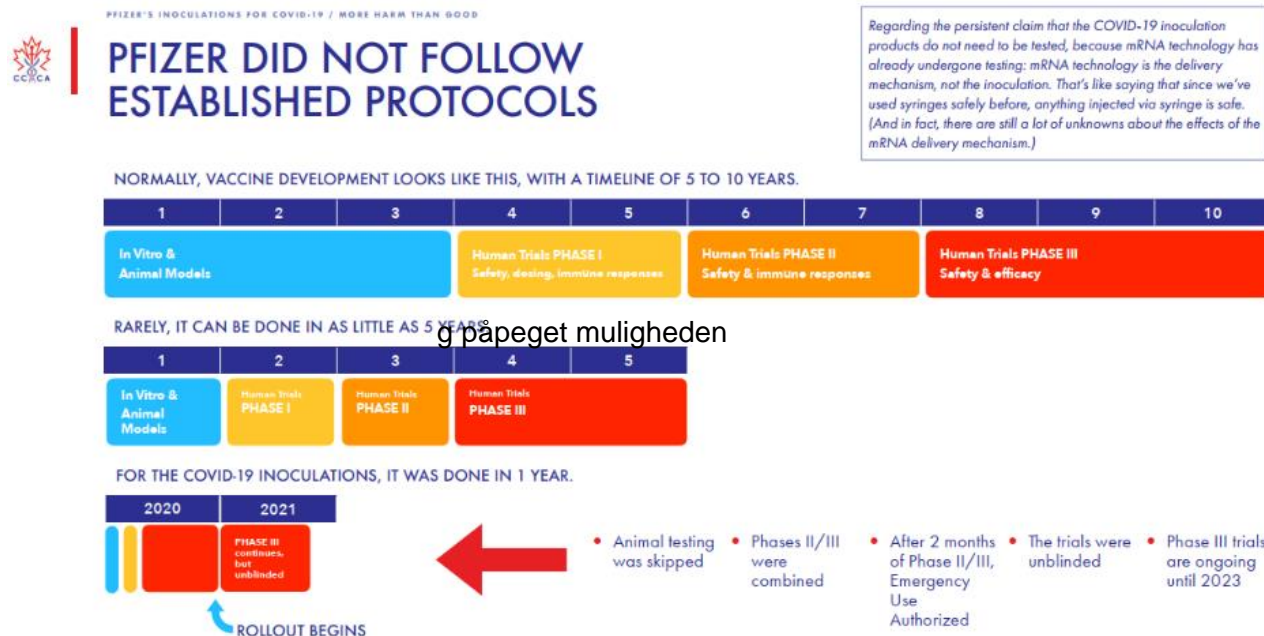 PFIZER'S INOCULATIONS FOR COVID-19 / MORE HARM THAN GOOD
CCCA
PFIZER DID NOT FOLLOW
ESTABLISHED PROTOCOLS
Regarding the persistent claim that the COVID-19 inoculation
products do not need to be tested, because mRNA technology has
already undergone testing: mRNA technology is the delivery
mechanism, not the inoculation. That's like saying that since we've
used syringes safely before, anything injected via syringe is safe.
(And in fact, there are still a lot of unknowns about the effects of the
mRNA delivery mechanism.)
NORMALLY, VACCINE DEVELOPMENT LOOKS LIKE THIS, WITH A TIMELINE OF 5 TO 10 YEARS.
1 2 3 4 5 6 7 8 9 10
In Vitro &
Animal Models
Human Trials PHASE I
Safety, dosing, immune responses
Human Trials PHASE II
Safety & immune responses
Human Trials PHASE III
Safety & efficacy
RARELY, IT CAN BE DONE IN AS LITTLE AS 5 YEARS.
g påpeget muligheden
1 2 3 4 5
In Vitro &
Animal
Models
Human Trials
PHASE I
Human Trials
PHASE II
Human Trials
PHASE III
FOR THE COVID-19 INOCULATIONS, IT WAS DONE IN 1 YEAR.
2020 2021
PHASE III
continues,
but
unblinded
ROLLOUT BEGINS
• Animal testing
was skipped
• Phases II/III
were
combined
• After 2 months
of Phase II/III,
Emergency
Use
Authorized
• The trials were
unblinded
• Phase III trials
are ongoing
until 2023